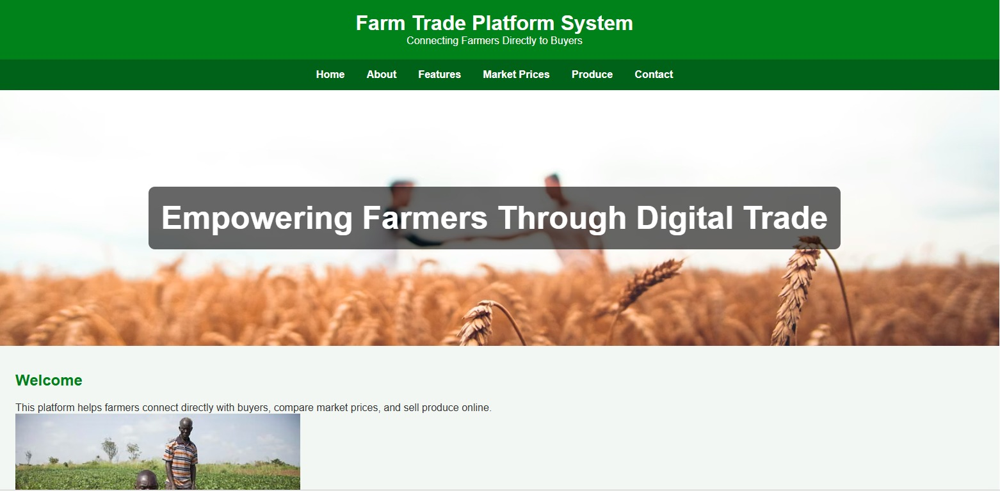 Farm Trade Platform System
Connecting Farmers Directly to Buyers
Home About Features Market Prices Produce Contact
Empowering Farmers Through Digital Trade
Welcome
This platform helps farmers connect directly with buyers, compare market prices, and sell produce online.